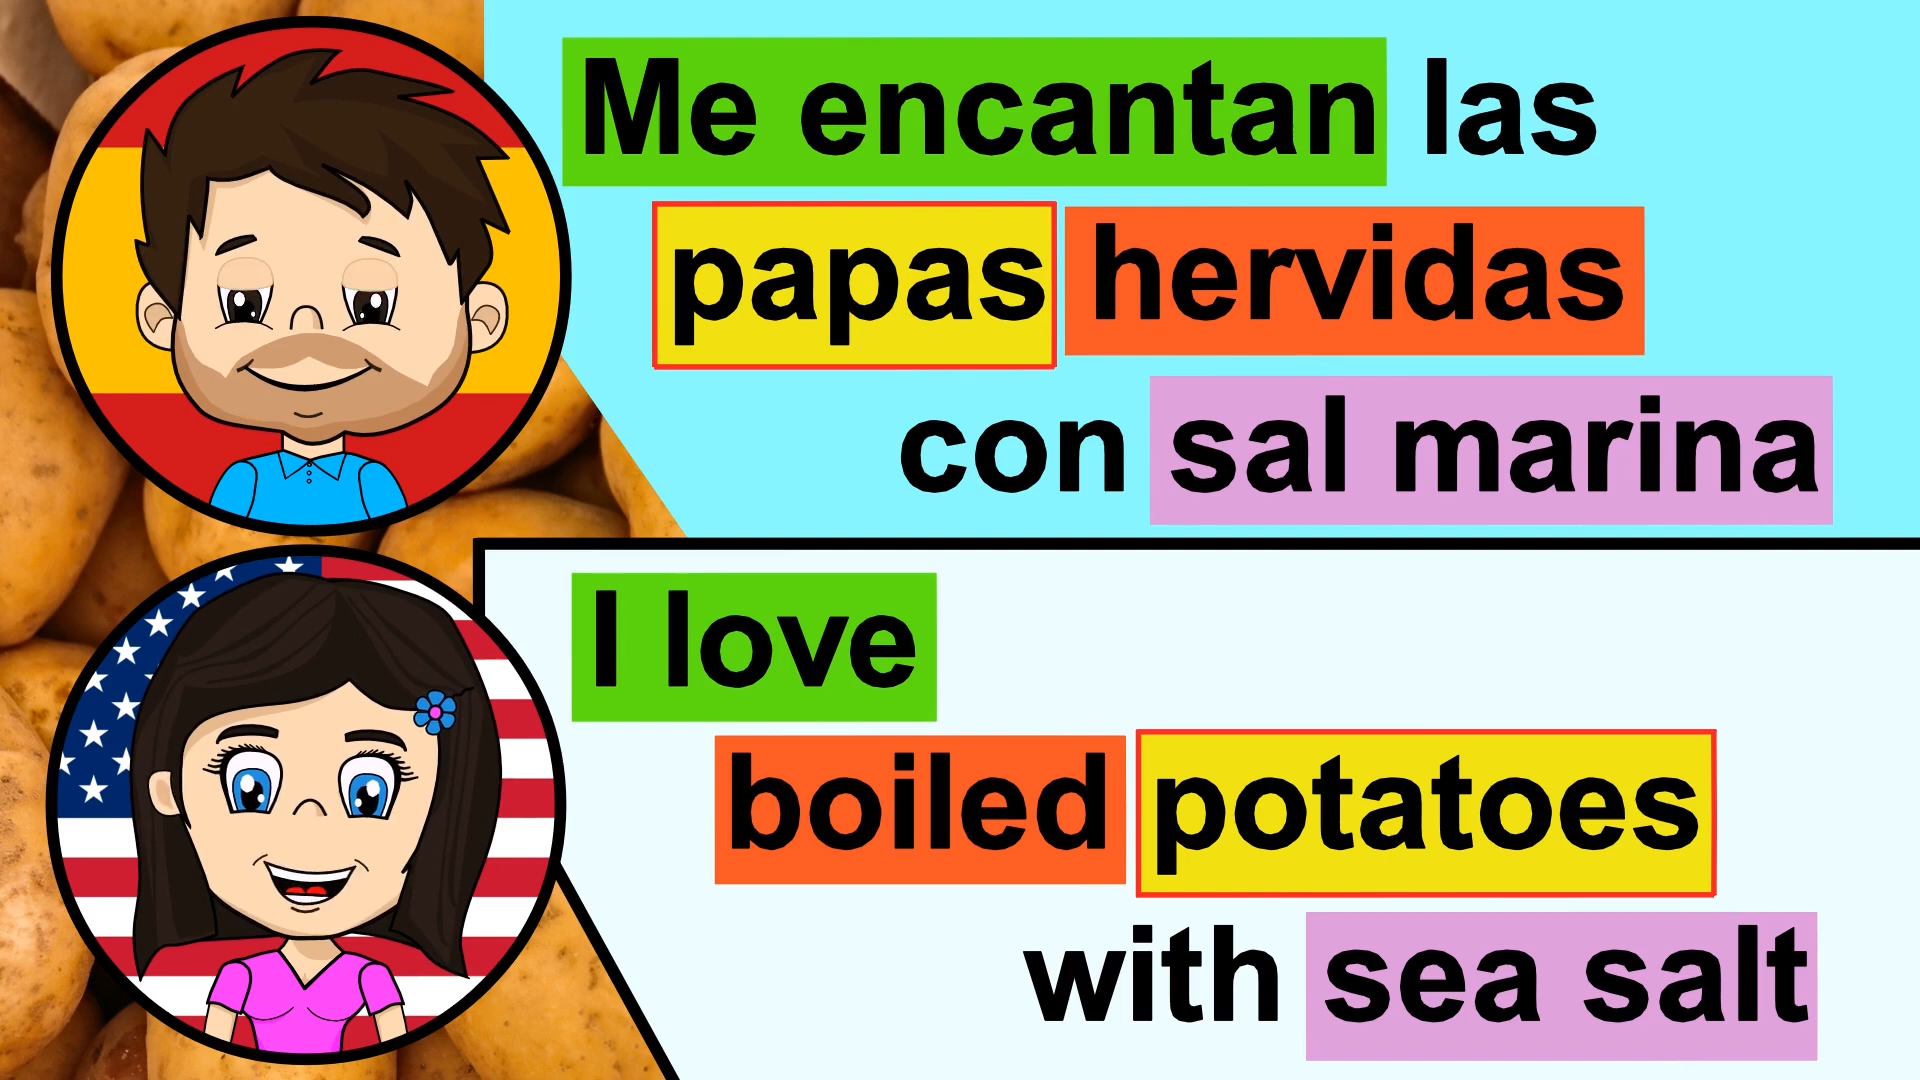 Me encantan las
papas hervidas
con sal marina
I love
boiled potatoes
with sea salt